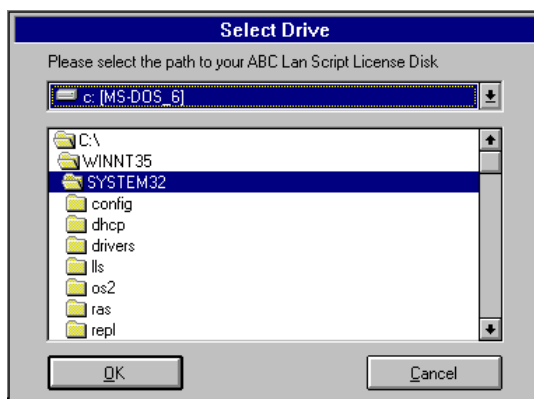 Select Drive
Please select the path to your ABC Lan Script License Disk
c: [MS-DOS_6]
C:\
WINNT35
SYSTEM32
config
dhcp
drivers
lls
os2
ras
repl
OK
Cancel